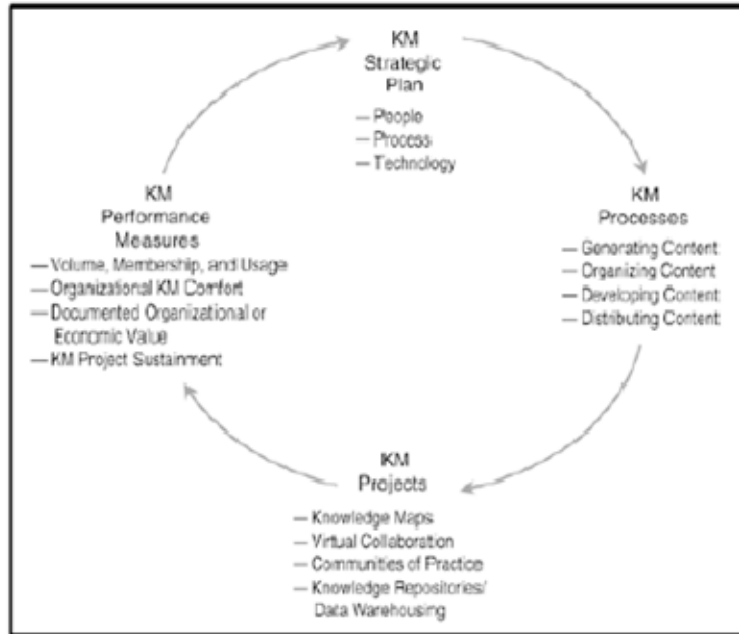 KM
Strategic
Plan
— People
— Process
— Technology
KM
Processes
— Generating Content
— Organizing Content
— Developing Content
— Distributing Content
KM
Projects
— Knowledge Maps
— Virtual Collaboration
— Communities of Practice
— Knowledge Repositories/
Data Warehousing
KM
Performance
Measures
— Volume, Membership, and Usage
— Organizational KM Comfort
— Documented Organizational or
Economic Value
— KM Project Sustainment